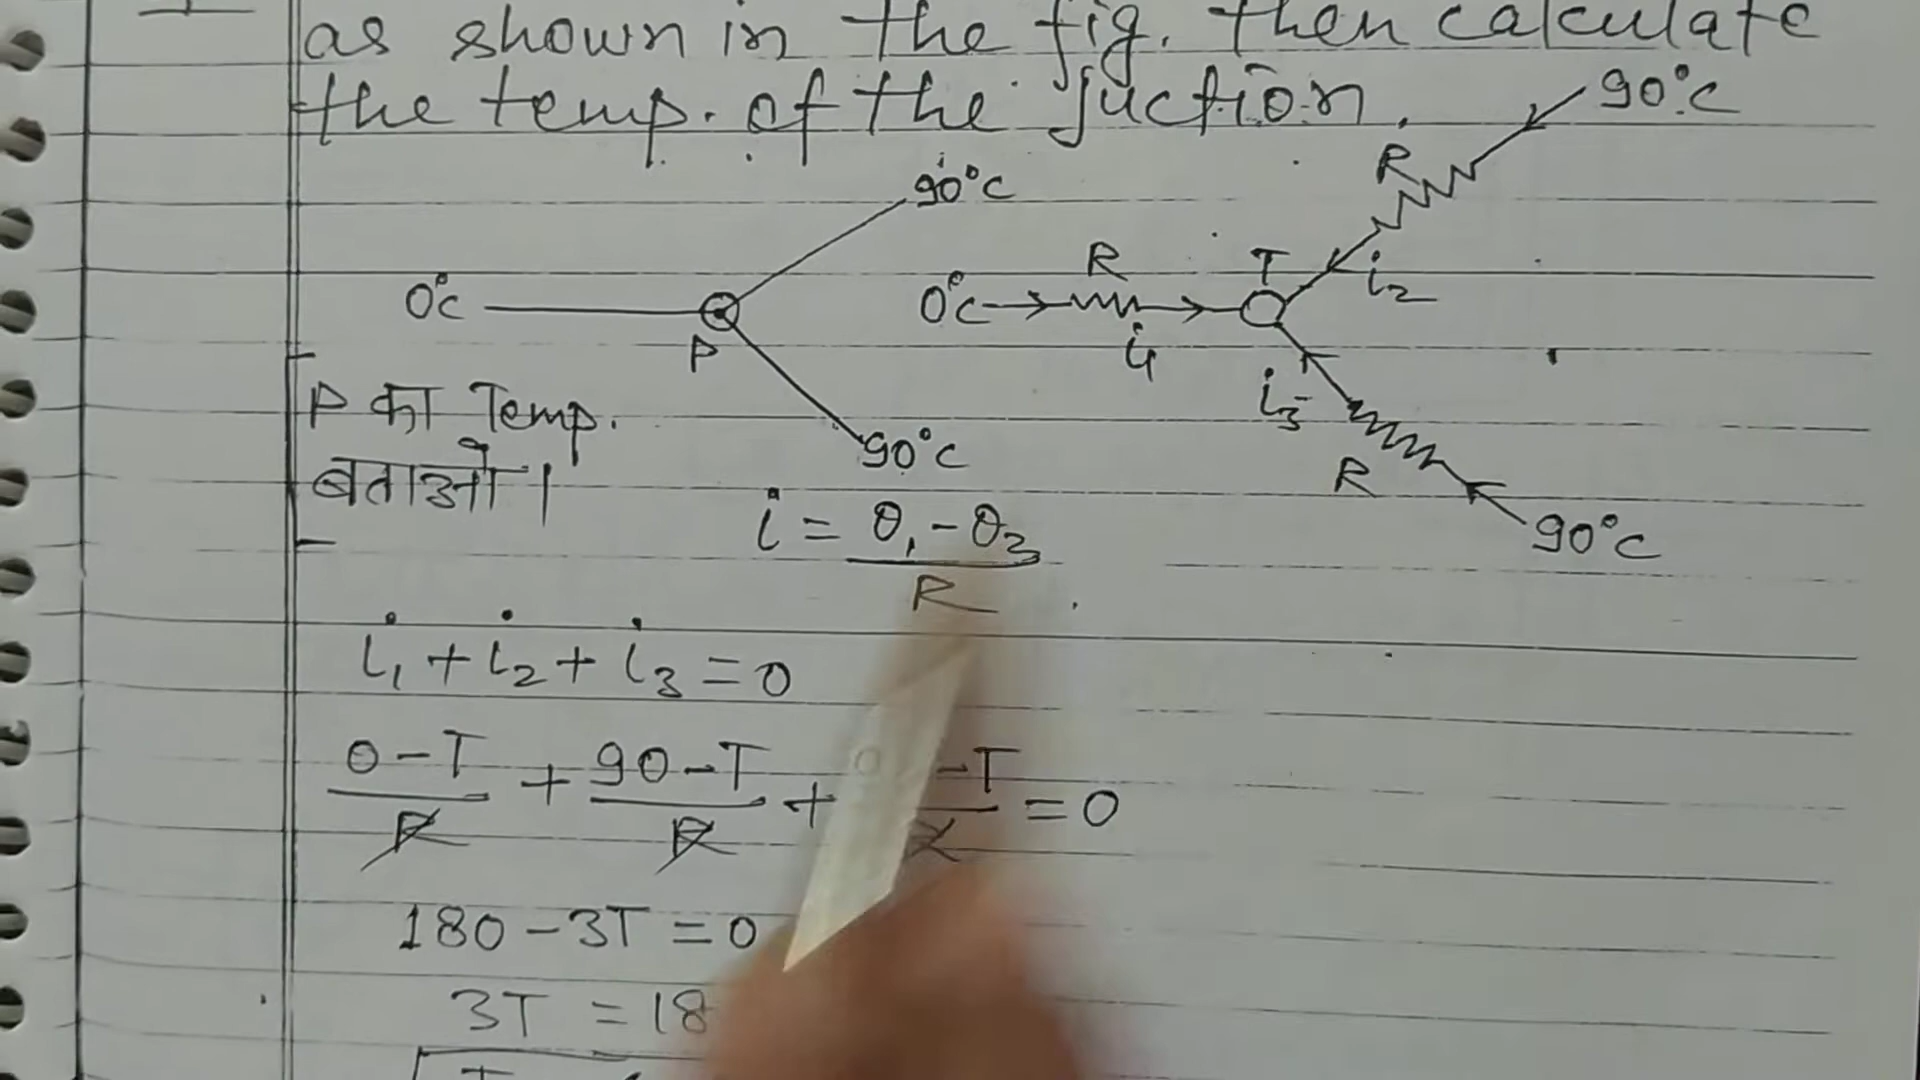 as shown in the fig. then calculate
the temp. of the juction.
90°C
R
90°C
0°C
P
R
T
i₂
0°C
i₁
i₃
P का Temp.
बताओ।
90°C
R
90°C
i = θ₁-θ₂
R
i₁ + i₂ + i₃ = 0
0-T + 90-T + -T = 0
R R R
180 - 3T = 0
3T = 18